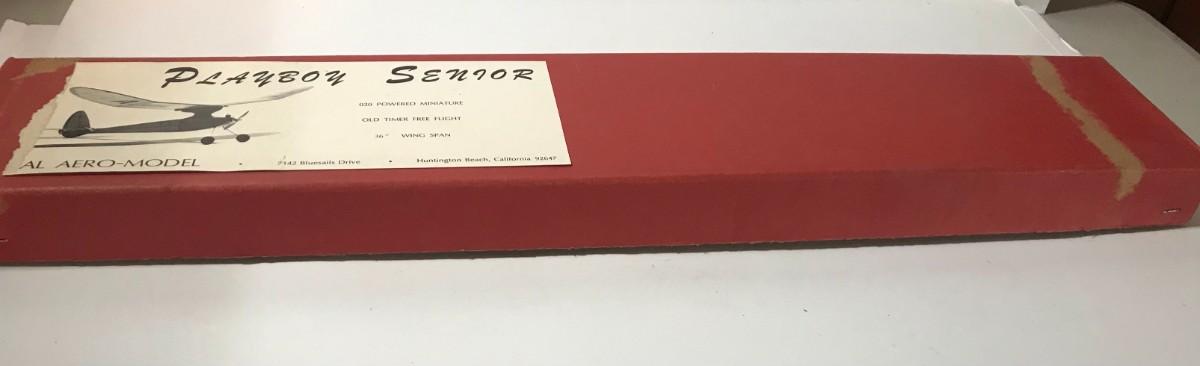 PLAYBOY SENIOR
020 POWERED MINIATURE
OLD TIMER FREE FLIGHT
36" WING SPAN
AL AERO-MODEL • 7142 Bluesails Drive • Huntington Beach, California 92647